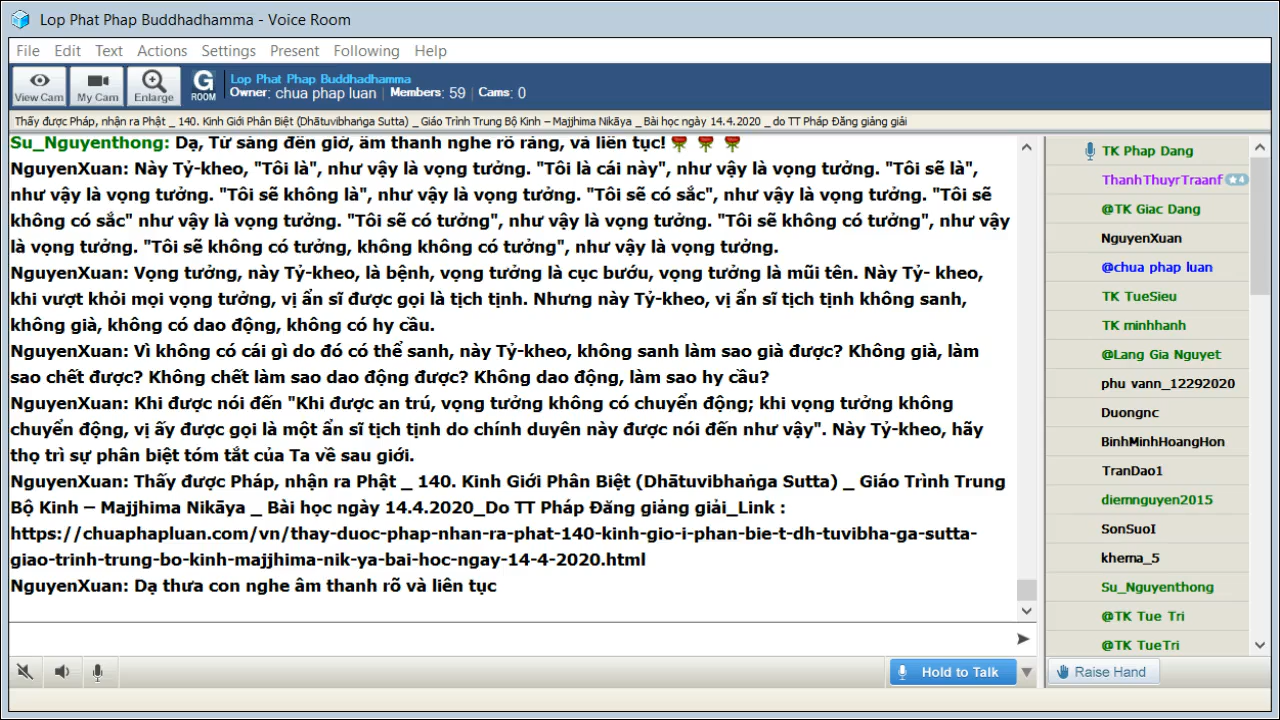 Lop Phat Phap Buddhadhamma - Voice Room
File Edit Text Actions Settings Present Following Help
View Cam My Cam Enlarge G ROOM
Lop Phat Phap Buddhadhamma
Owner: chua phap luan | Members: 59 | Cams: 0
Thấy được Pháp, nhận ra Phật _ 140. Kinh Giới Phân Biệt (Dhātuvibhaṅga Sutta) _ Giáo Trình Trung Bộ Kinh – Majjhima Nikāya _ Bài học ngày 14.4.2020 _ do TT Pháp Đăng giảng giải
Su_Nguyenthong: Dạ, Từ sàng đến giờ, âm thanh nghe rõ ràng, và liên tục!
NguyenXuan: Này Tỷ-kheo, "Tôi là", như vậy là vọng tưởng. "Tôi là cái này", như vậy là vọng tưởng. "Tôi sẽ là",
như vậy là vọng tưởng. "Tôi sẽ không là", như vậy là vọng tưởng. "Tôi sẽ có sắc", như vậy là vọng tưởng. "Tôi sẽ
không có sắc" như vậy là vọng tưởng. "Tôi sẽ có tưởng", như vậy là vọng tưởng. "Tôi sẽ không có tưởng", như vậy
là vọng tưởng. "Tôi sẽ không có tưởng, không không có tưởng", như vậy là vọng tưởng.
NguyenXuan: Vọng tưởng, này Tỷ-kheo, là bệnh, vọng tưởng là cục bướu, vọng tưởng là mũi tên. Này Tỷ- kheo,
khi vượt khỏi mọi vọng tưởng, vị ẩn sĩ được gọi là tịch tịnh. Nhưng này Tỷ-kheo, vị ẩn sĩ tịch tịnh không sanh,
không già, không có dao động, không có hy cầu.
NguyenXuan: Vì không có cái gì do đó có thể sanh, này Tỷ-kheo, không sanh làm sao già được? Không già, làm
sao chết được? Không chết làm sao dao động được? Không dao động, làm sao hy cầu?
NguyenXuan: Khi được nói đến "Khi được an trú, vọng tưởng không có chuyển động; khi vọng tưởng không
chuyển động, vị ấy được gọi là một ẩn sĩ tịch tịnh do chính duyên này được nói đến như vậy". Này Tỷ-kheo, hãy
thọ trì sự phân biệt tóm tắt của Ta về sau giới.
NguyenXuan: Thấy được Pháp, nhận ra Phật _ 140. Kinh Giới Phân Biệt (Dhātuvibhaṅga Sutta) _ Giáo Trình Trung
Bộ Kinh – Majjhima Nikāya _ Bài học ngày 14.4.2020_Do TT Pháp Đăng giảng giải_Link :
https://chuaphapluan.com/vn/thay-duoc-phap-nhan-ra-phat-140-kinh-gio-i-phan-bie-t-dh-tuvibha-ga-sutta-
giao-trinh-trung-bo-kinh-majjhima-nik-ya-bai-hoc-ngay-14-4-2020.html
NguyenXuan: Dạ thưa con nghe âm thanh rõ và liên tục
TK Phap Dang
ThanhThuyrTraanf 4
@TK Giac Dang
NguyenXuan
@chua phap luan
TK TueSieu
TK minhhanh
@Lang Gia Nguyet
phu vann_12292020
Duongnc
BinhMinhHoangHon
TranDao1
diemnguyen2015
SonSuoI
khema_5
Su_Nguyenthong
@TK Tue Tri
@TK TueTri
Hold to Talk
Raise Hand